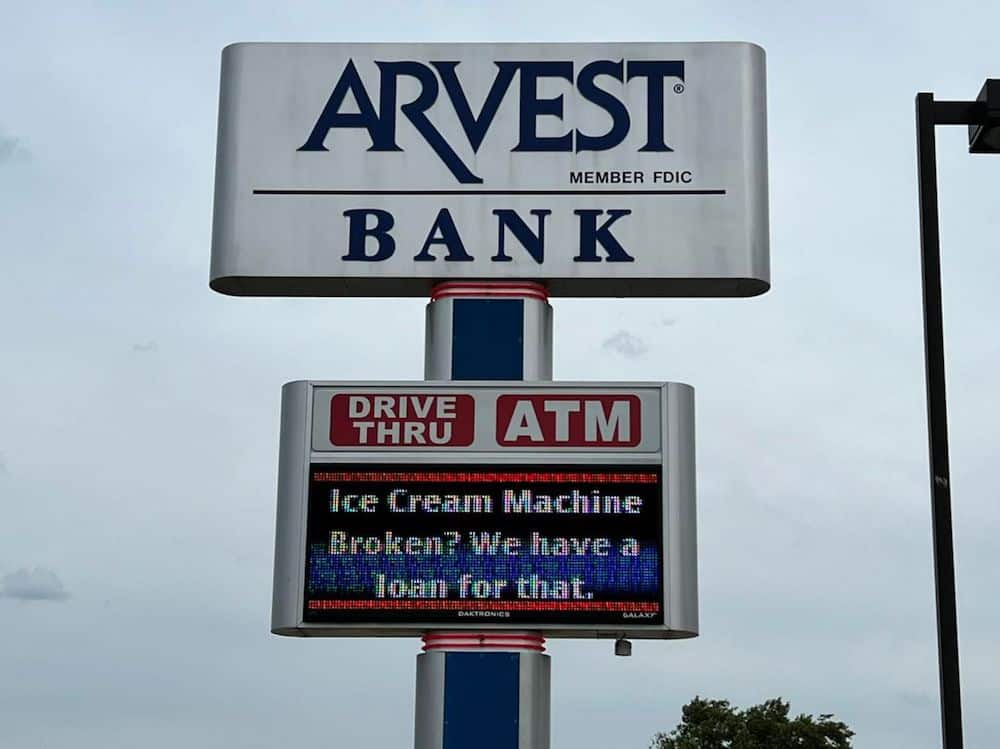 ARVEST®
MEMBER FDIC
BANK
DRIVE
THRU
ATM
Ice Cream Machine
Broken? We have a
loan for that.
DAKTRONICS
GALAXY